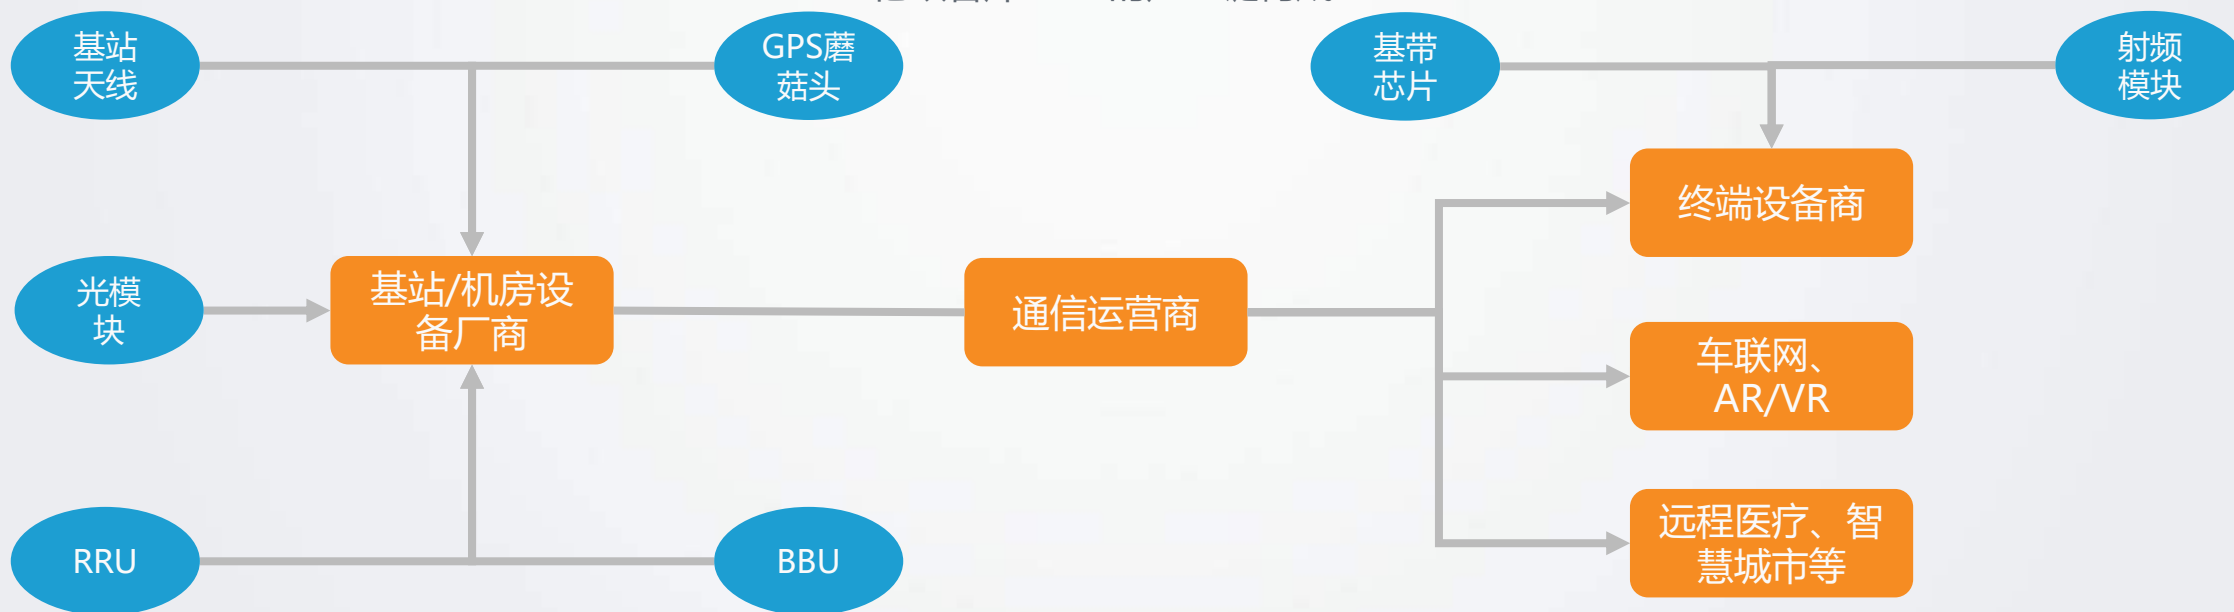 基站
天线
GPS蘑
菇头
基带
芯片
射频
模块
终端设备商
光模
块
基站/机房设
备厂商
通信运营商
车联网、
AR/VR
RRU
BBU
远程医疗、智
慧城市等